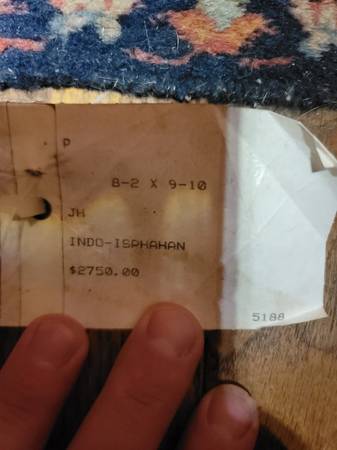 P
8-2 X 9-10
JH
INDO-ISPHAHAN
$2750.00
5188